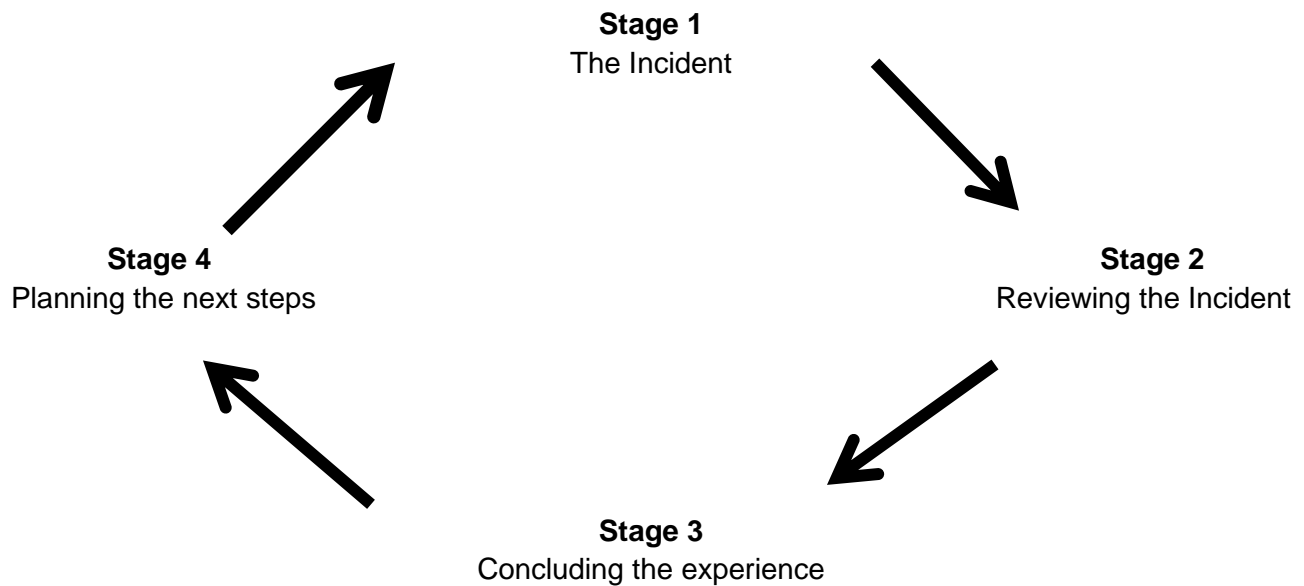 Stage 1
The Incident
Stage 2
Reviewing the Incident
Stage 3
Concluding the experience
Stage 4
Planning the next steps